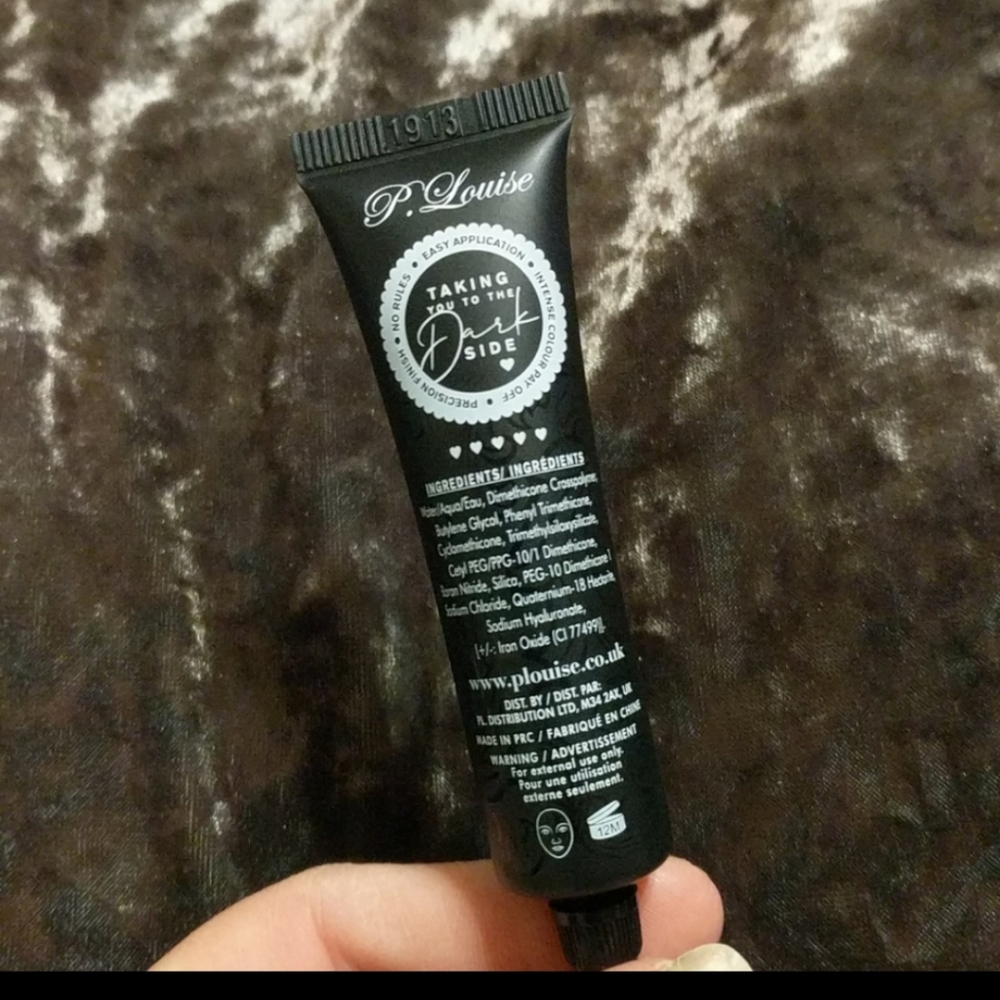 1913
P. Louise
EASY APPLICATION • INTENSE COLOUR PAY OFF • PRECISION FINISH • NO RULES •
TAKING
YOU TO THE
Dark
SIDE
INGREDIENTS/ INGRÉDIENTS
Water/Aqua/Eau, Dimethicone Crosspolymer,
Butylene Glycol, Phenyl Trimethicone,
Cyclomethicone, Trimethylsiloxysilicate,
Cetyl PEG/PPG-10/1 Dimethicone,
Boron Nitride, Silica, PEG-10 Dimethicone
Sodium Chloride, Quaternium-18 Hectorite,
Sodium Hyaluronate,
[+/-: Iron Oxide (CI 77499)].
www.plouise.co.uk
DIST. BY / DIST. PAR:
PL. DISTRIBUTION LTD, M34 2AX, UK
MADE IN PRC / FABRIQUÉ EN CHINE
WARNING / ADVERTISSEMENT
For external use only.
Pour une utilisation
externe seulement.
12M